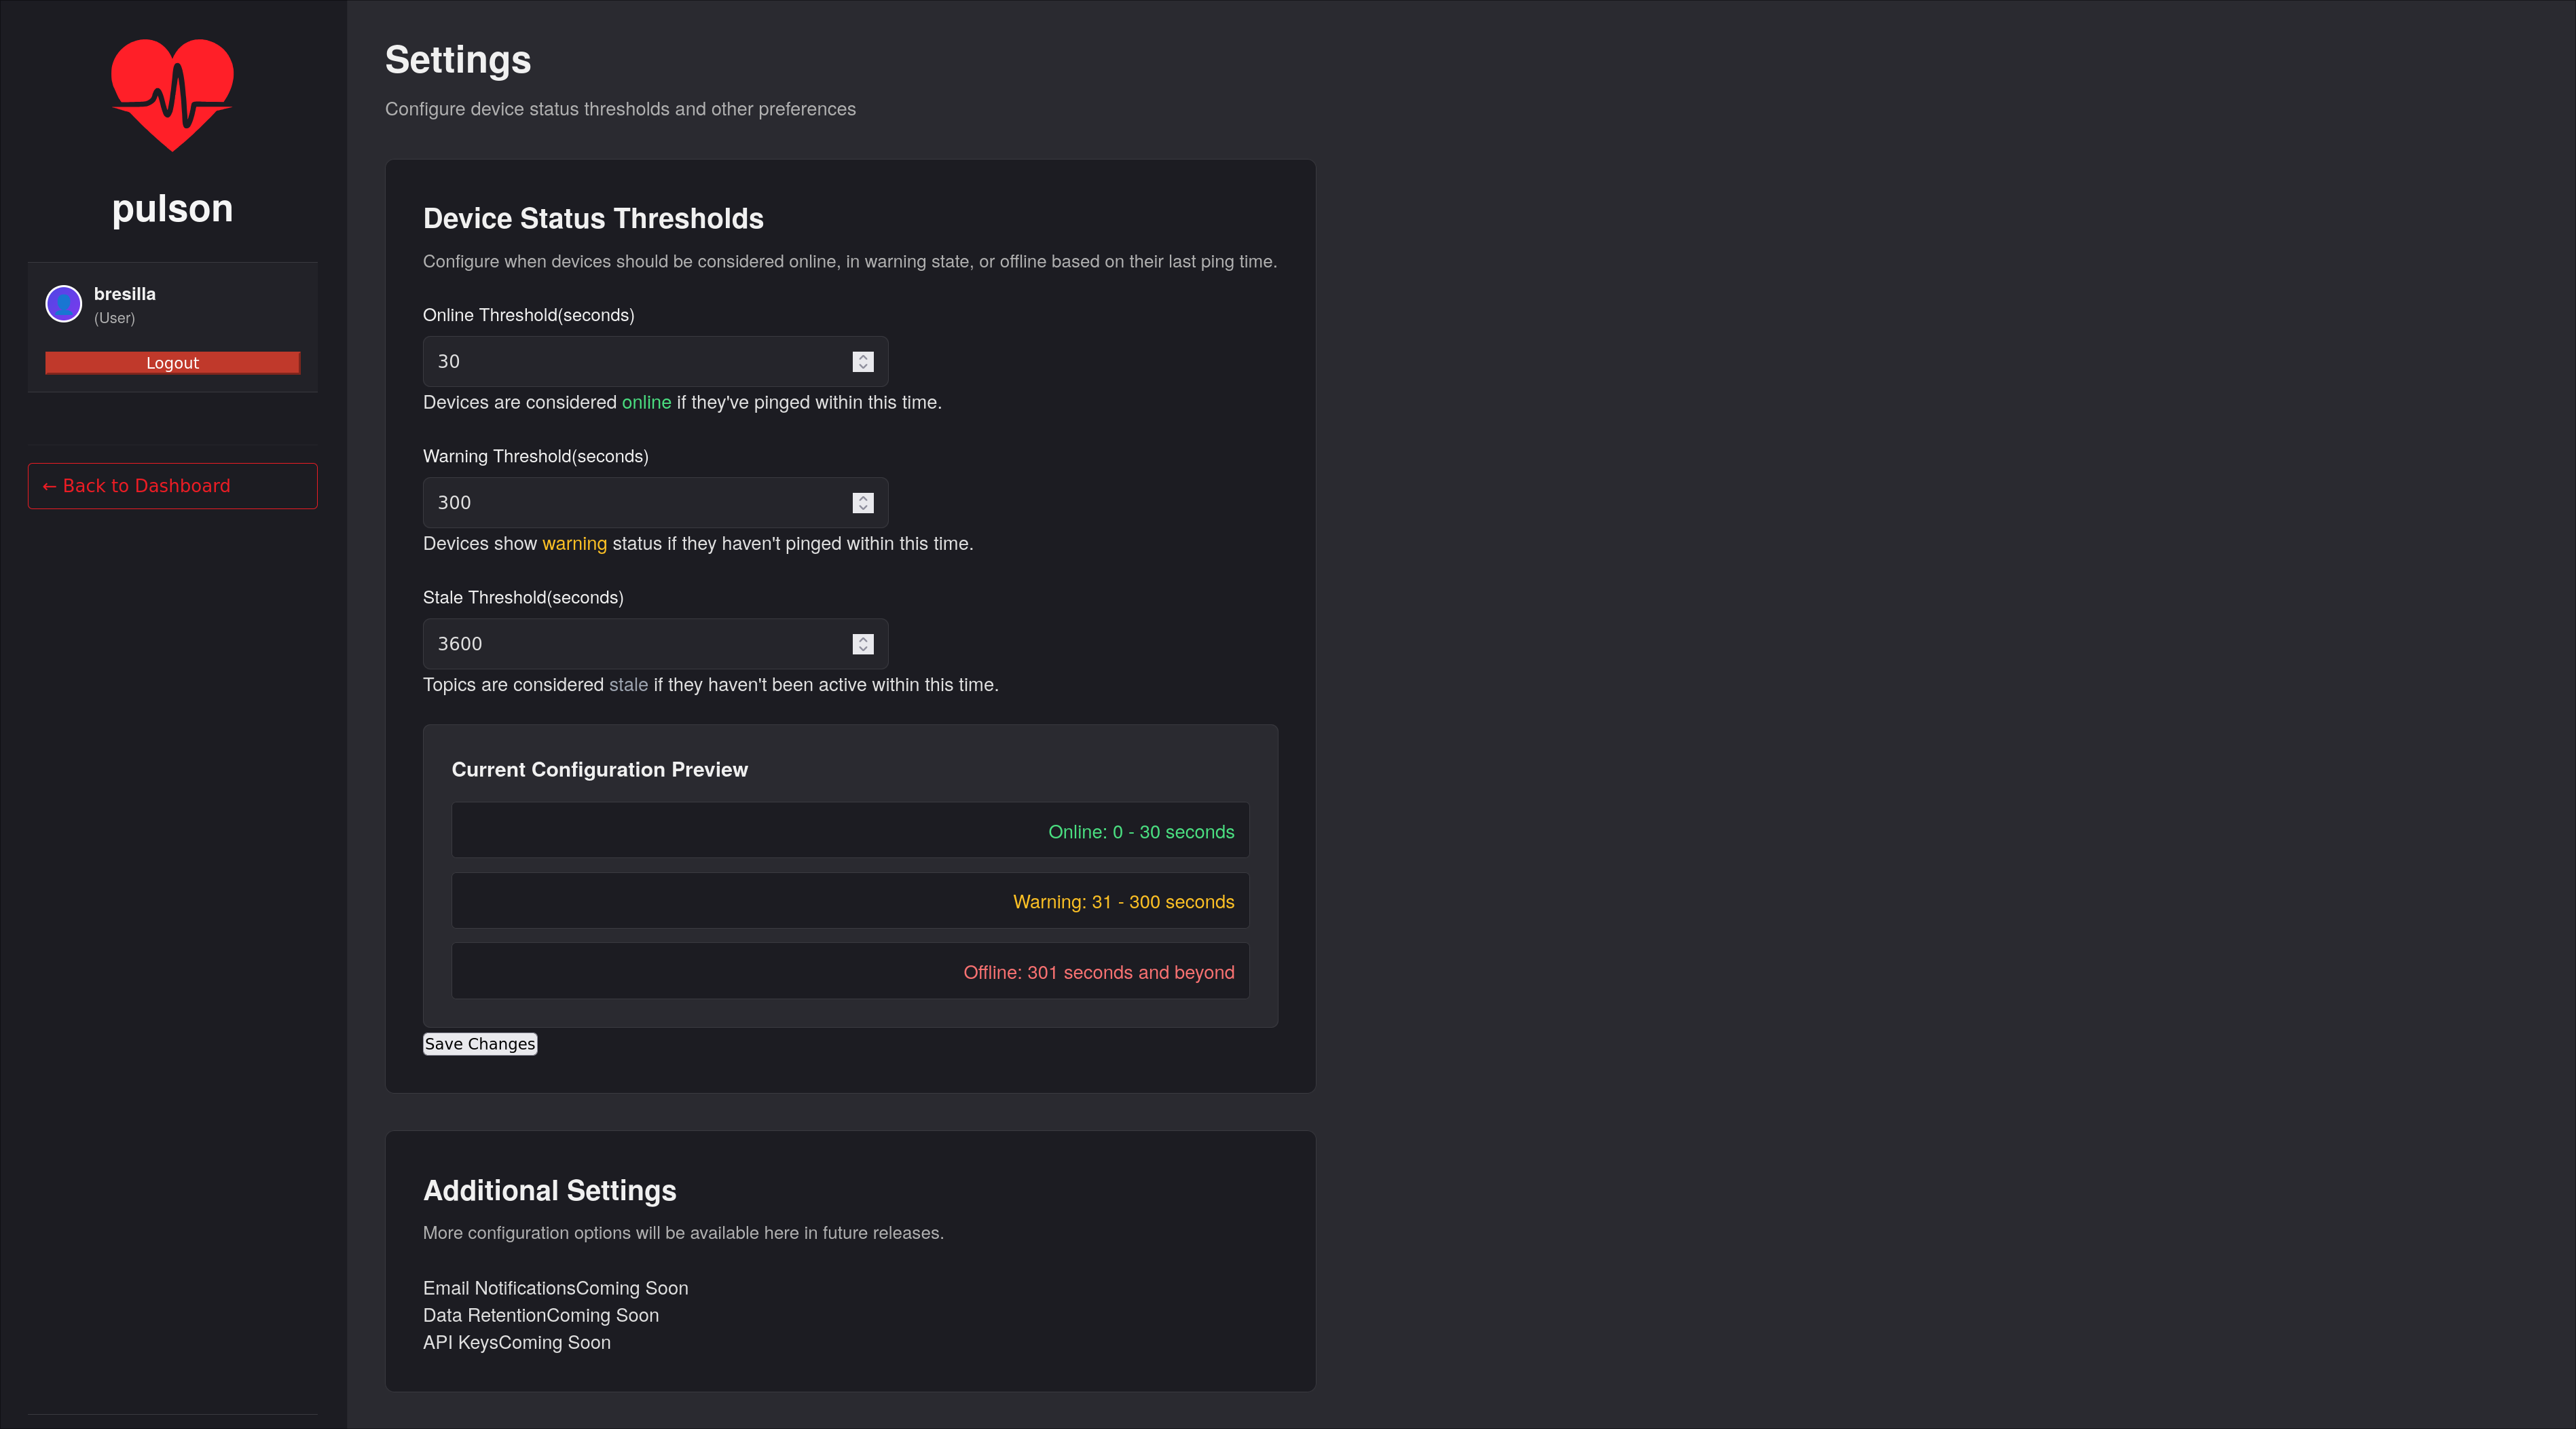 pulson
bresilla
(User)
Logout
← Back to Dashboard
Settings
Configure device status thresholds and other preferences
Device Status Thresholds
Configure when devices should be considered online, in warning state, or offline based on their last ping time.
Online Threshold(seconds)
30
Devices are considered online if they've pinged within this time.
Warning Threshold(seconds)
300
Devices show warning status if they haven't pinged within this time.
Stale Threshold(seconds)
3600
Topics are considered stale if they haven't been active within this time.
Current Configuration Preview
Online: 0 - 30 seconds
Warning: 31 - 300 seconds
Offline: 301 seconds and beyond
Save Changes
Additional Settings
More configuration options will be available here in future releases.
Email NotificationsComing Soon
Data RetentionComing Soon
API KeysComing Soon